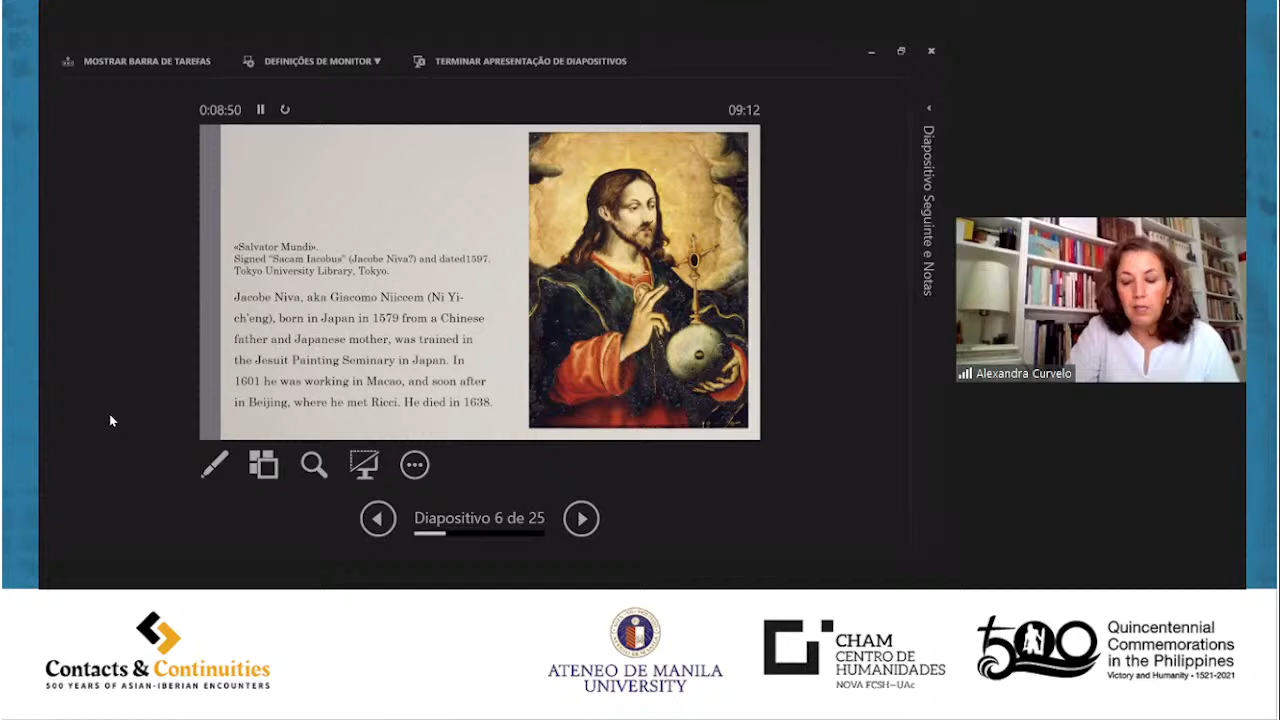 MOSTRAR BARRA DE TAREFAS
DEFINIÇÕES DE MONITOR
TERMINAR APRESENTAÇÃO DE DIAPOSITIVOS
0:08:50
09:12
Diapositivo Seguinte e Notas
«Salvator Mundi».
Signed “Sacam Iacobus” (Jacobe Niva?) and dated1597.
Tokyo University Library, Tokyo.
Jacobe Niva, aka Giacomo Niiccem (Ni Yi-
ch'eng), born in Japan in 1579 from a Chinese
father and Japanese mother, was trained in
the Jesuit Painting Seminary in Japan. In
1601 he was working in Macao, and soon after
in Beijing, where he met Ricci. He died in 1638.
Alexandra Curvelo
Diapositivo 6 de 25
Contacts & Continuities
500 YEARS OF ASIAN-IBERIAN ENCOUNTERS
ATENEO DE MANILA
UNIVERSITY
CHAM
CENTRO DE
HUMANIDADES
NOVA FCSH—UAc
500
Quincentennial
Commemorations
in the Philippines
Victory and Humanity • 1521-2021